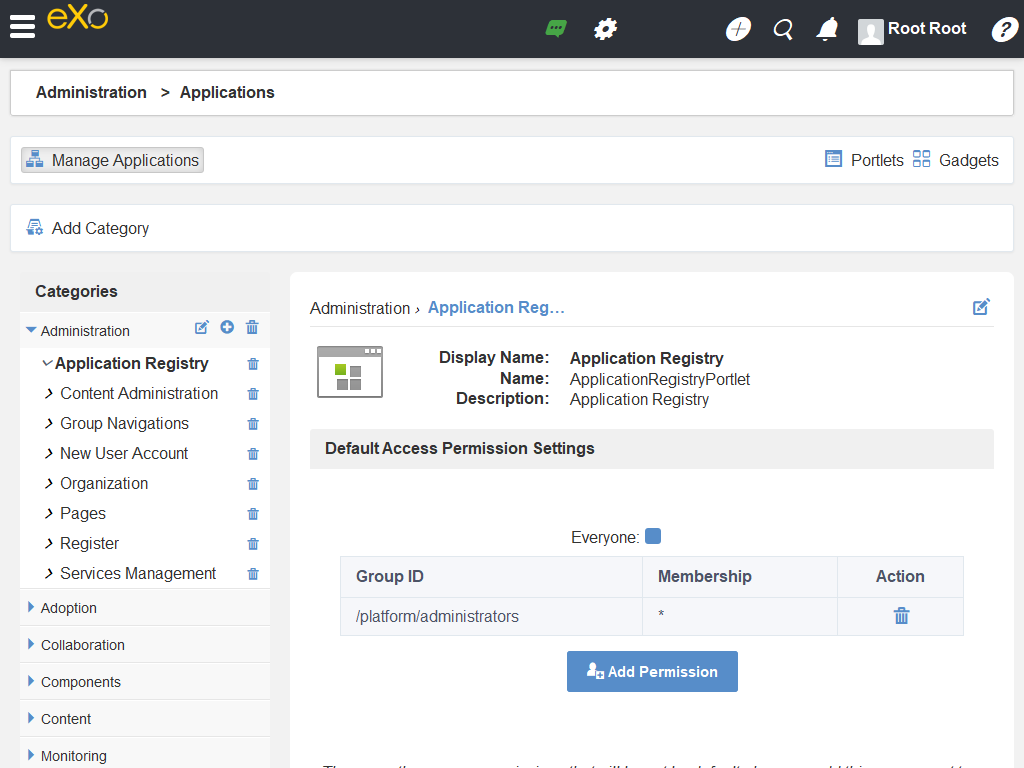 eXo
Root Root
?
Administration > Applications
Manage Applications
Portlets
Gadgets
Add Category
Categories
Administration
Application Registry
Content Administration
Group Navigations
New User Account
Organization
Pages
Register
Services Management
Adoption
Collaboration
Components
Content
Monitoring
Administration › Application Reg...
Display Name: Application Registry
Name: ApplicationRegistryPortlet
Description: Application Registry
Default Access Permission Settings
Everyone:
Group ID Membership Action
/platform/administrators *
Add Permission